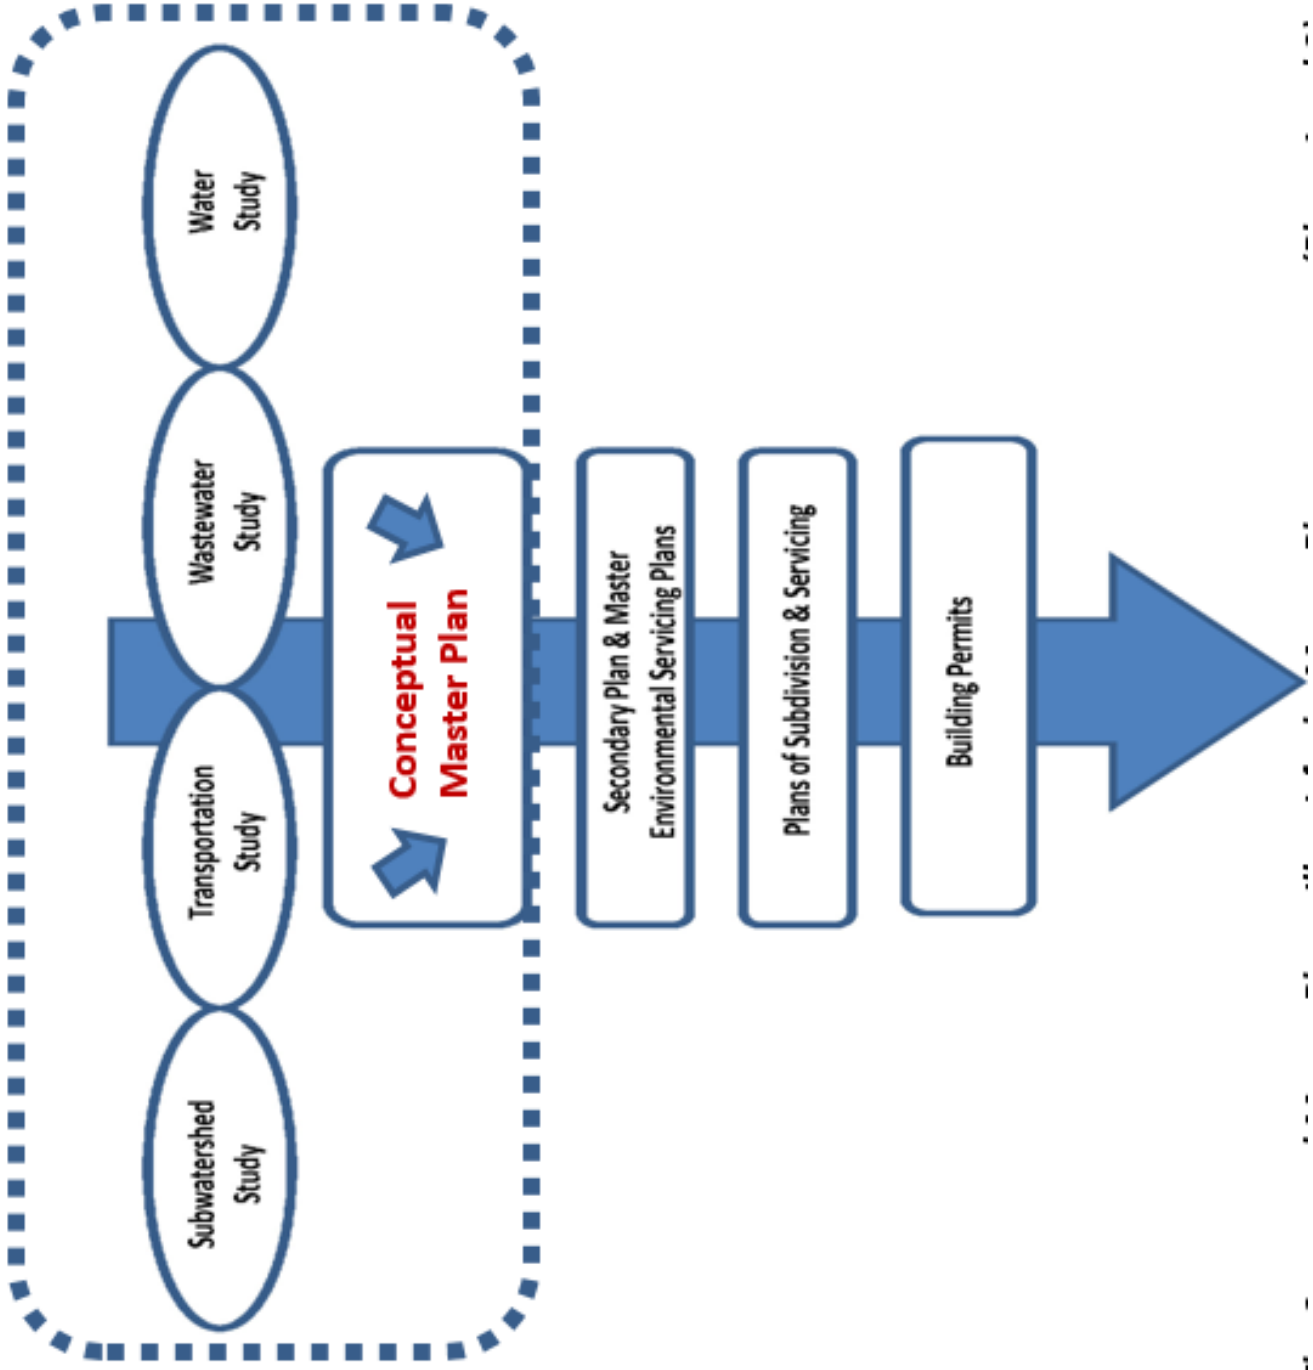 Subwatershed
Study
Transportation
Study
Wastewater
Study
Water
Study
Conceptual
Master Plan
Secondary Plan & Master
Environmental Servicing Plans
Plans of Subdivision & Servicing
Building Permits